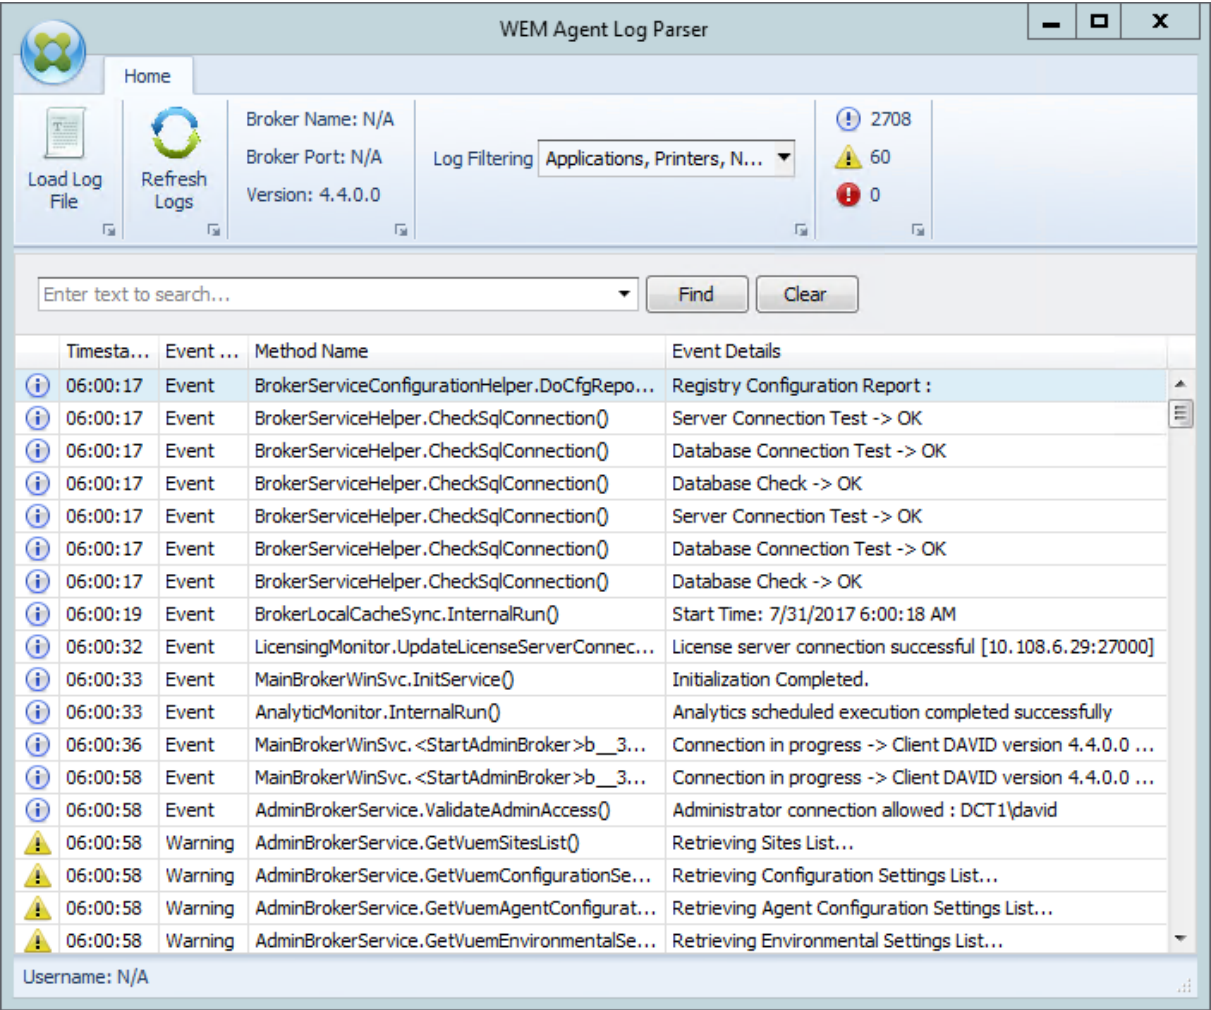 WEM Agent Log Parser
Home
Load Log File
Refresh Logs
Broker Name: N/A
Broker Port: N/A
Version: 4.4.0.0
Log Filtering Applications, Printers, N...
2708
60
0
Enter text to search... Find Clear
Timesta... Event ... Method Name Event Details
06:00:17 Event BrokerServiceConfigurationHelper.DoCfgRepo... Registry Configuration Report :
06:00:17 Event BrokerServiceHelper.CheckSqlConnection() Server Connection Test -> OK
06:00:17 Event BrokerServiceHelper.CheckSqlConnection() Database Connection Test -> OK
06:00:17 Event BrokerServiceHelper.CheckSqlConnection() Database Check -> OK
06:00:17 Event BrokerServiceHelper.CheckSqlConnection() Server Connection Test -> OK
06:00:17 Event BrokerServiceHelper.CheckSqlConnection() Database Connection Test -> OK
06:00:17 Event BrokerServiceHelper.CheckSqlConnection() Database Check -> OK
06:00:19 Event BrokerLocalCacheSync.InternalRun() Start Time: 7/31/2017 6:00:18 AM
06:00:32 Event LicensingMonitor.UpdateLicenseServerConnec... License server connection successful [10.108.6.29:27000]
06:00:33 Event MainBrokerWinSvc.InitService() Initialization Completed.
06:00:33 Event AnalyticMonitor.InternalRun() Analytics scheduled execution completed successfully
06:00:36 Event MainBrokerWinSvc.<StartAdminBroker>b__3... Connection in progress -> Client DAVID version 4.4.0.0 ...
06:00:58 Event MainBrokerWinSvc.<StartAdminBroker>b__3... Connection in progress -> Client DAVID version 4.4.0.0 ...
06:00:58 Event AdminBrokerService.ValidateAdminAccess() Administrator connection allowed : DCT1\david
06:00:58 Warning AdminBrokerService.GetVuemSitesList() Retrieving Sites List...
06:00:58 Warning AdminBrokerService.GetVuemConfigurationSe... Retrieving Configuration Settings List...
06:00:58 Warning AdminBrokerService.GetVuemAgentConfigurat... Retrieving Agent Configuration Settings List...
06:00:58 Warning AdminBrokerService.GetVuemEnvironmentalSe... Retrieving Environmental Settings List...
Username: N/A